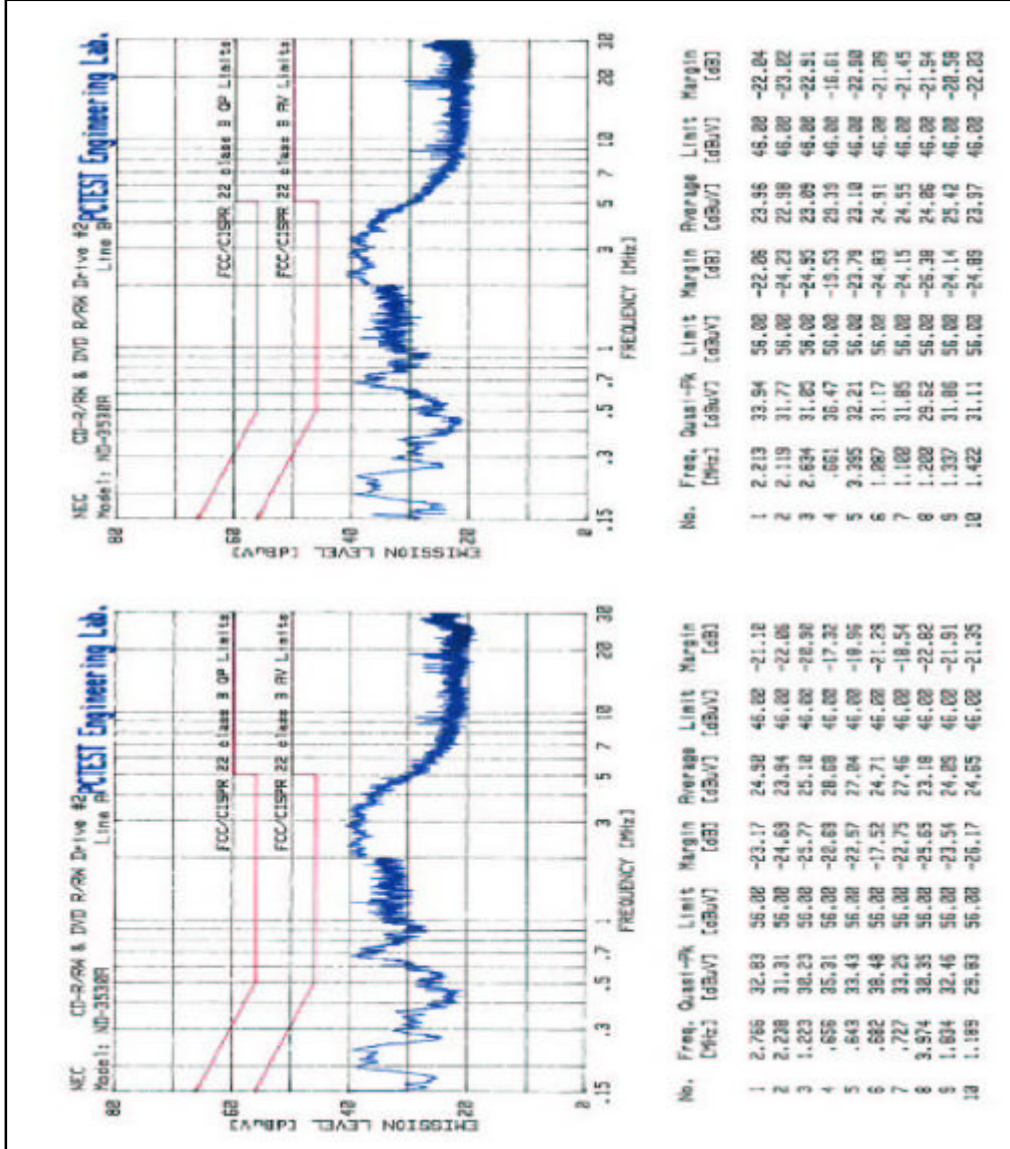 NEC CD-R/RW & DVD R/RW Drive #2 PCTEST Engineering Lab.
Model: ND-3530A Line A
80
60
40
20
0
EMISSION LEVEL [dBuV]
FCC/CISPR 22 class B QP Limits
FCC/CISPR 22 class B AV Limits
.15 .3 .5 .7 1 3 5 7 10 20 30
FREQUENCY [MHz]
No. Freq. Quasi-Pk Limit Margin Average Limit Margin
[MHz] [dBuV] [dBuV] [dB] [dBuV] [dBuV] [dB]
1 2.766 32.83 56.00 -23.17 24.90 46.00 -21.10
2 2.238 31.31 56.00 -24.69 23.94 46.00 -22.06
3 1.223 30.23 56.00 -25.77 25.10 46.00 -20.90
4 .656 35.31 56.00 -20.69 28.68 46.00 -17.32
5 .643 33.43 56.00 -22.57 27.04 46.00 -18.96
6 .682 38.48 56.00 -17.52 24.71 46.00 -21.29
7 .727 33.25 56.00 -22.75 27.46 46.00 -18.54
8 3.974 30.35 56.00 -25.65 23.18 46.00 -22.82
9 32.46 56.00 -23.54 24.09 46.00 -21.91
10 1.189 29.83 56.00 -26.17 24.65 46.00 -21.35
NEC CD-R/RW & DVD R/RW Drive #2 PCTEST Engineering Lab.
Model: ND-3530A Line B
80
60
40
20
0
EMISSION LEVEL [dBuV]
FCC/CISPR 22 class B QP Limits
FCC/CISPR 22 class B AV Limits
.15 .3 .5 .7 1 3 5 7 10 20 30
FREQUENCY [MHz]
No. Freq. Quasi-Pk Limit Margin Average Limit Margin
[MHz] [dBuV] [dBuV] [dB] [dBuV] [dBuV] [dB]
1 2.213 33.94 56.00 -22.06 23.96 46.00 -22.04
2 2.119 31.77 56.00 -24.23 22.98 46.00 -23.02
3 2.634 31.05 56.00 -24.95 23.09 46.00 -22.91
4 .661 36.47 56.00 -19.53 29.39 46.00 -16.61
5 3.395 32.21 56.00 -23.79 23.10 46.00 -22.90
6 1.087 31.17 56.00 -24.83 24.91 46.00 -21.09
7 1.100 31.85 56.00 -24.15 24.55 46.00 -21.45
8 1.200 29.62 56.00 -26.38 24.06 46.00 -21.94
9 1.337 31.86 56.00 -24.14 25.42 46.00 -20.58
10 1.422 31.11 56.00 -24.89 23.97 46.00 -22.03